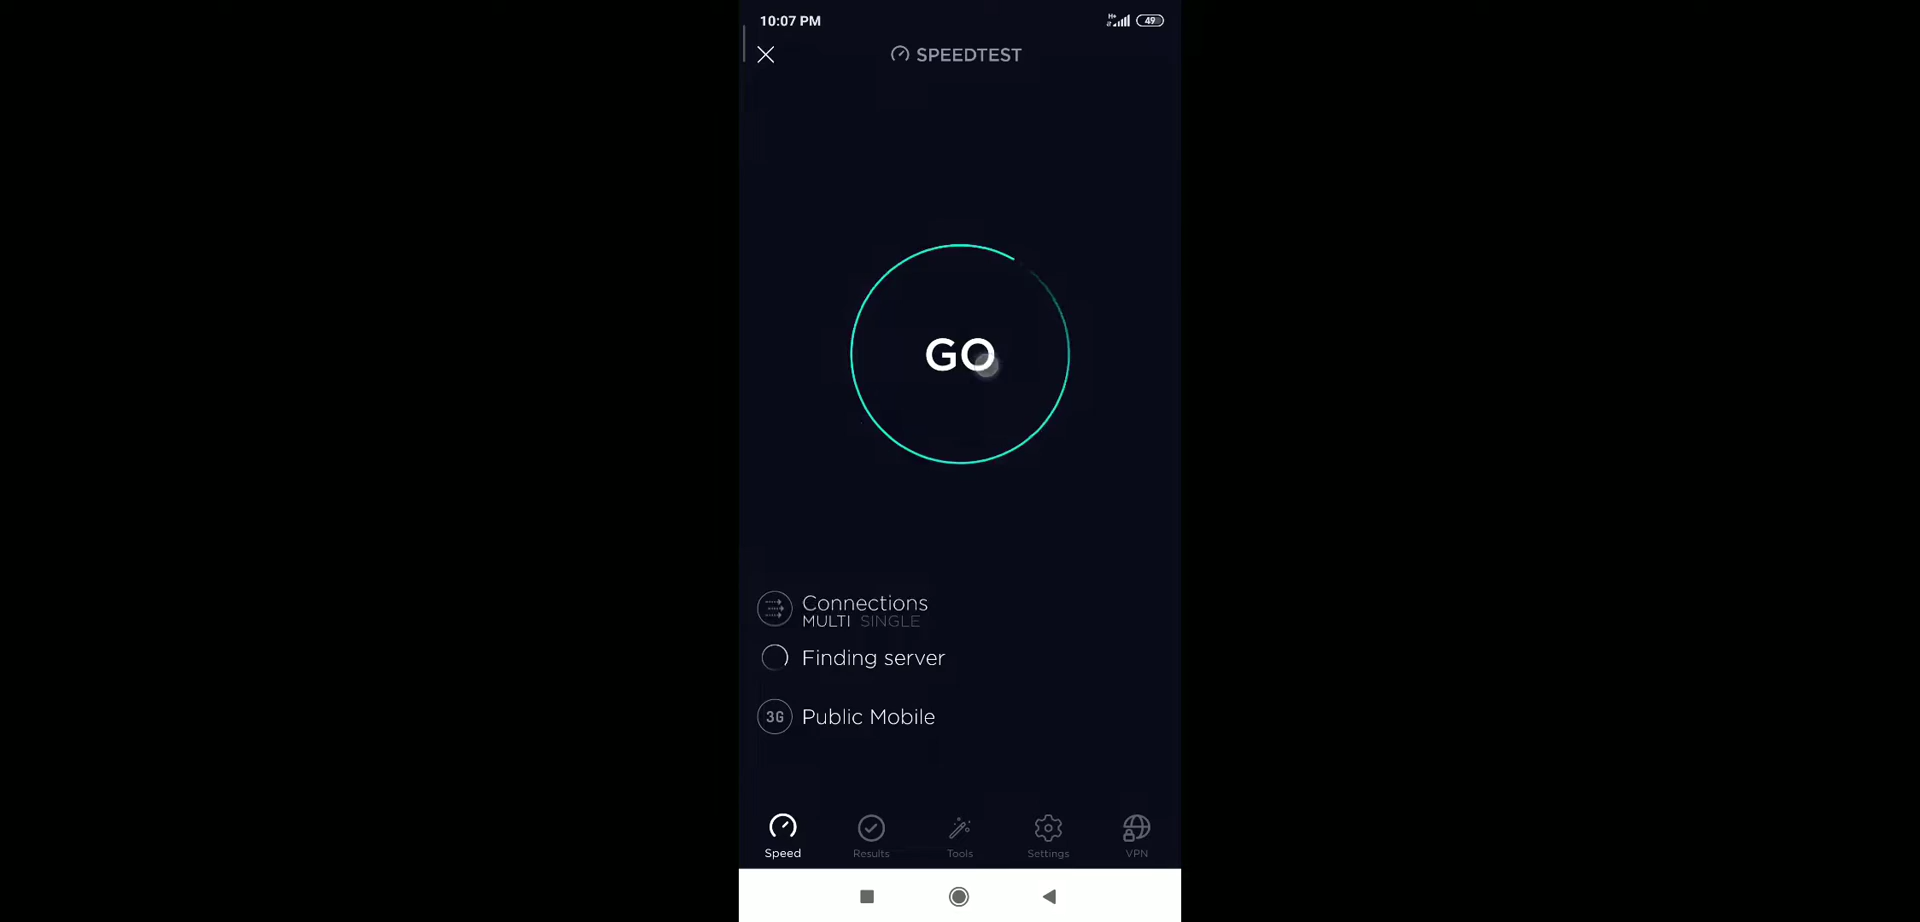 10:07 PM
49
SPEEDTEST
GO
Connections
MULTI SINGLE
Finding server
3G Public Mobile
Speed Results Tools Settings VPN